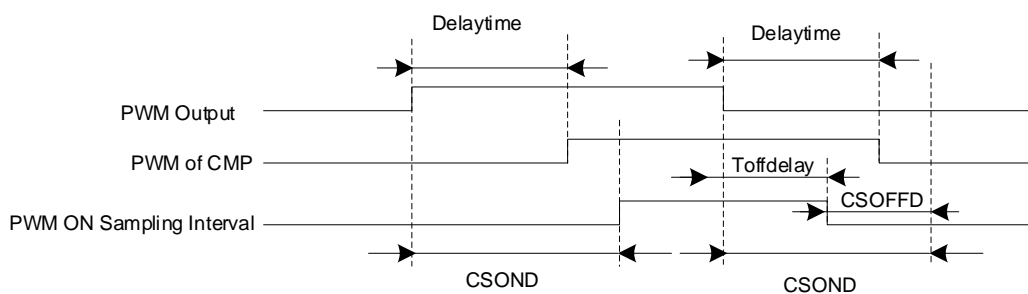 Delaytime
Delaytime
PWM Output
PWM of CMP
Toffdelay
CSOFFD
PWM ON Sampling Interval
CSOND
CSOND